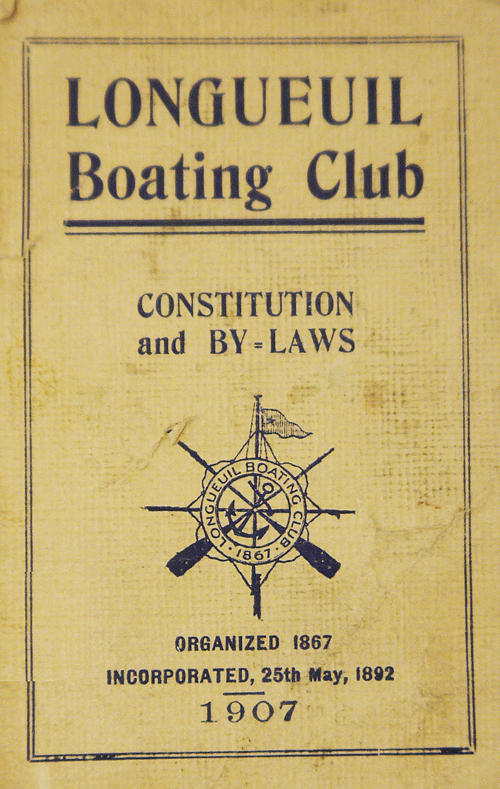 LONGUEUIL
Boating Club
CONSTITUTION
and BY=LAWS
LONGUEUIL BOATING CLUB
· 1867 ·
ORGANIZED 1867
INCORPORATED, 25th May, 1892
1907